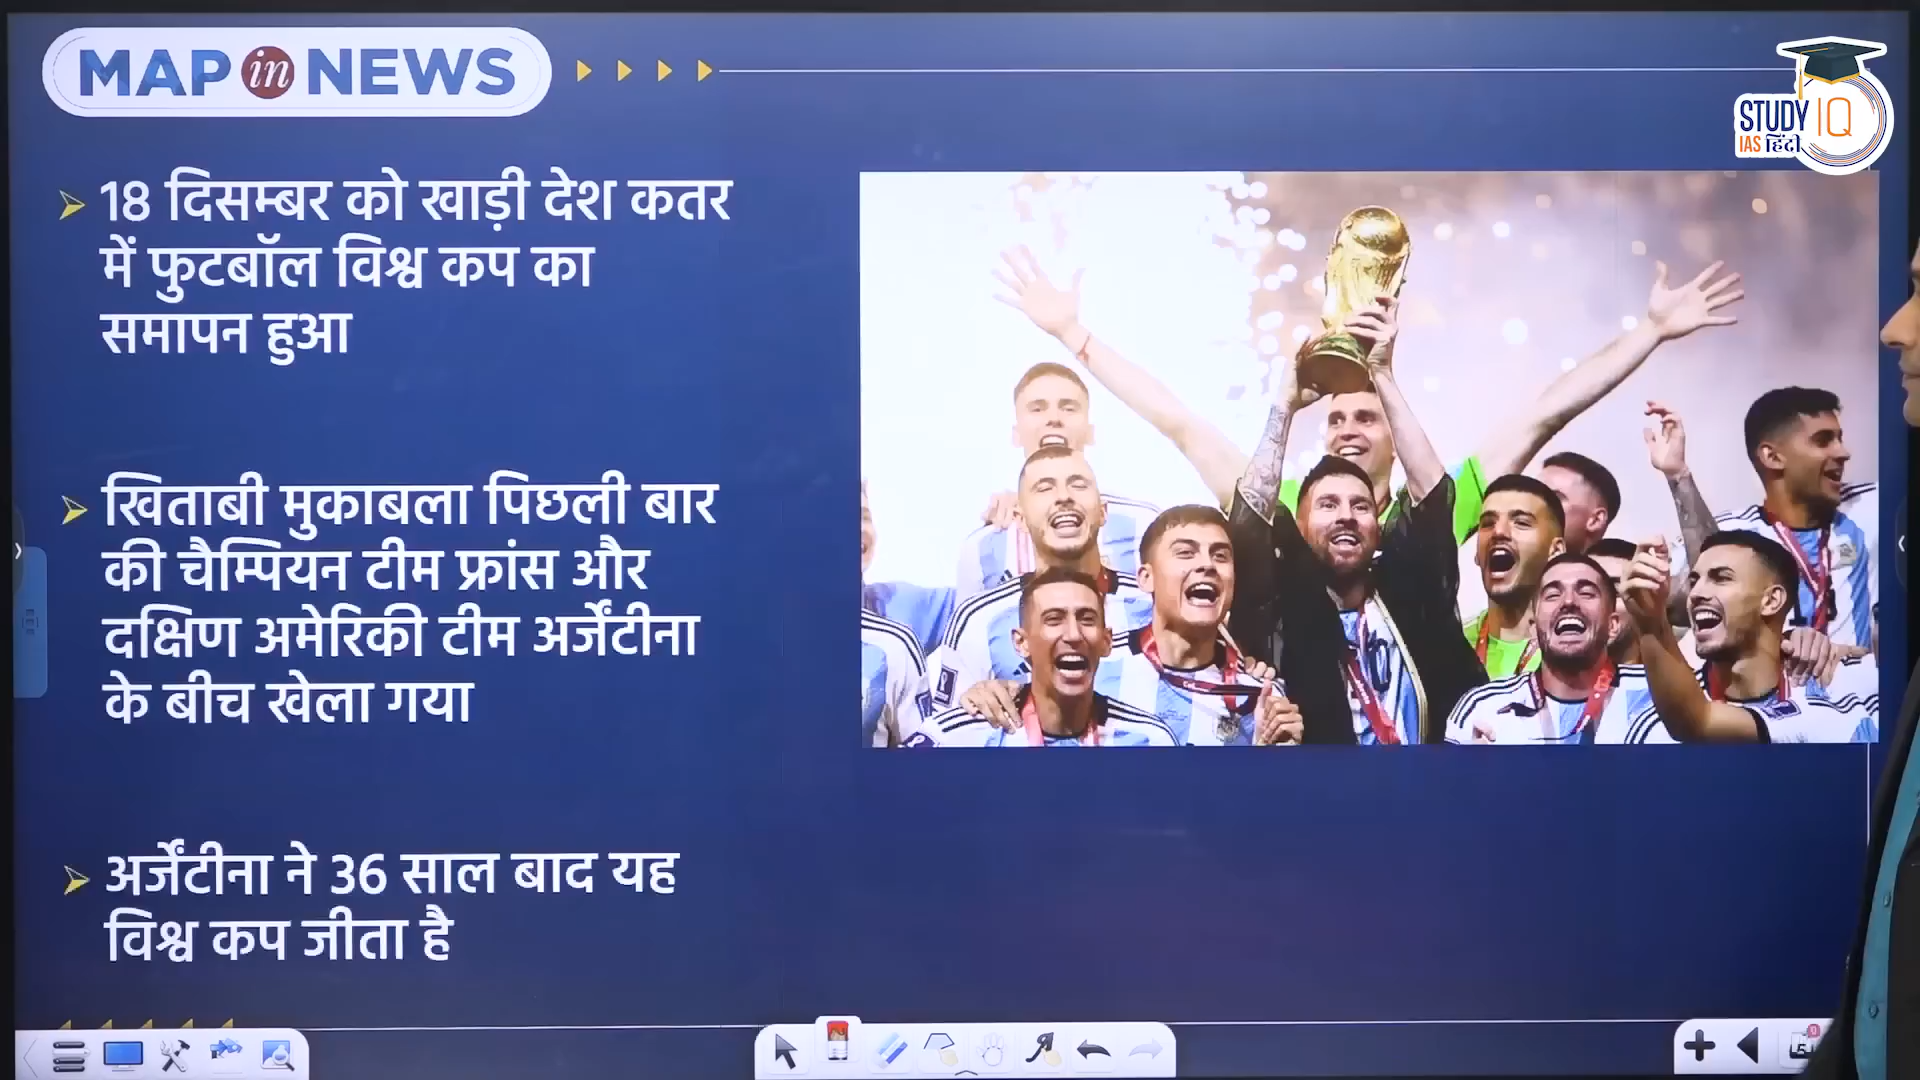 MAP in NEWS
STUDY IQ
IAS हिंदी
18 दिसम्बर को खाड़ी देश कतर
में फुटबॉल विश्व कप का
समापन हुआ
खिताबी मुकाबला पिछली बार
की चैम्पियन टीम फ्रांस और
दक्षिण अमेरिकी टीम अर्जेंटीना
के बीच खेला गया
अर्जेंटीना ने 36 साल बाद यह
विश्व कप जीता है